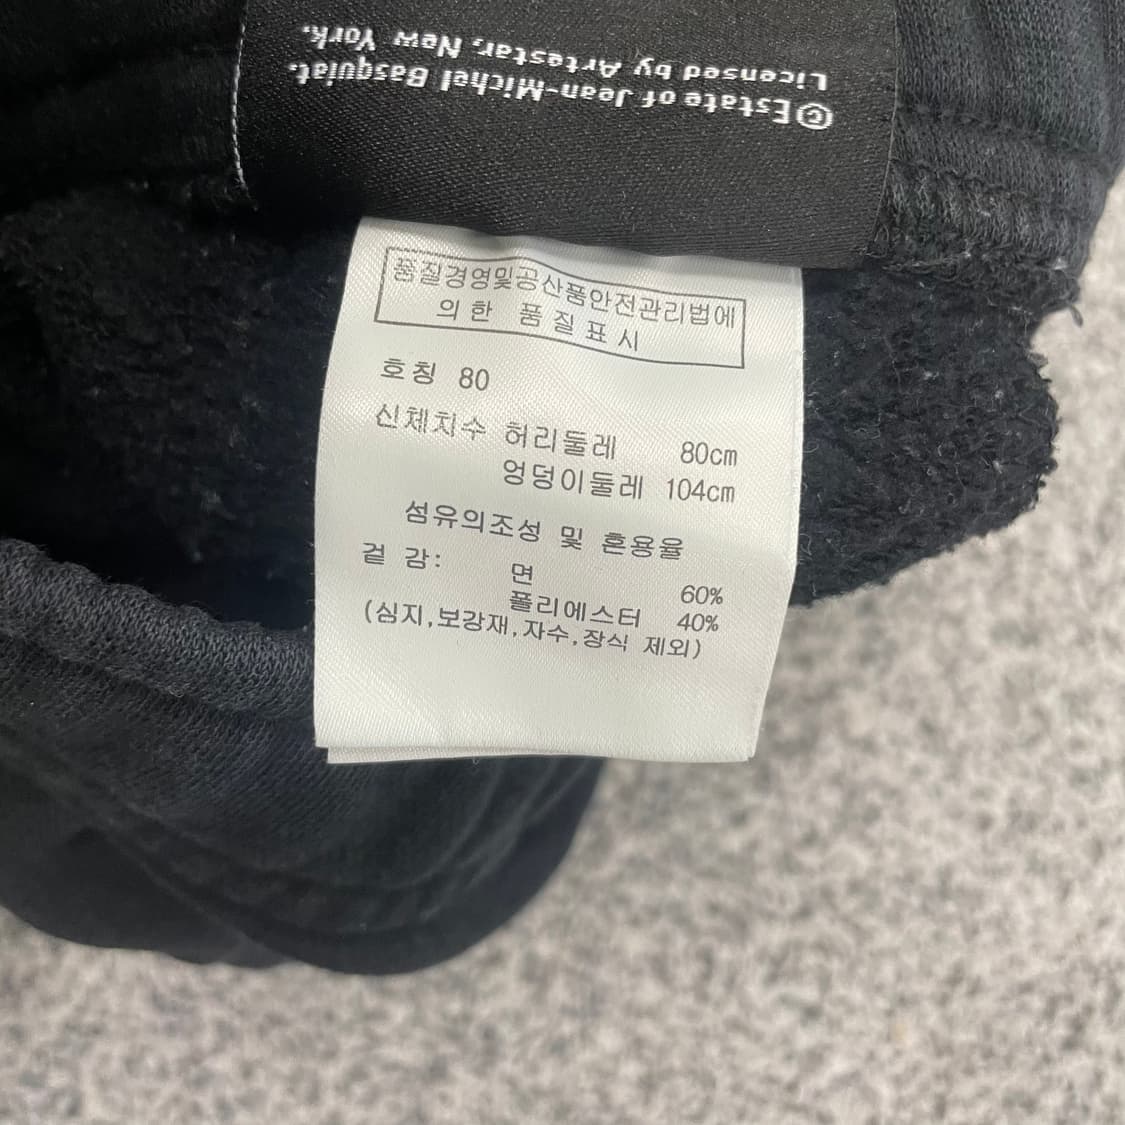 ©Estate of Jean-Michel Basquiat.
Licensed by Artestar, New York.
품질경영및공산품안전관리법에
의한 품질표시
호칭 80
신체치수 허리둘레 80cm
엉덩이둘레 104cm
섬유의조성 및 혼용율
겉 감: 면 60%
폴리에스터 40%
(심지,보강재,자수,장식 제외)